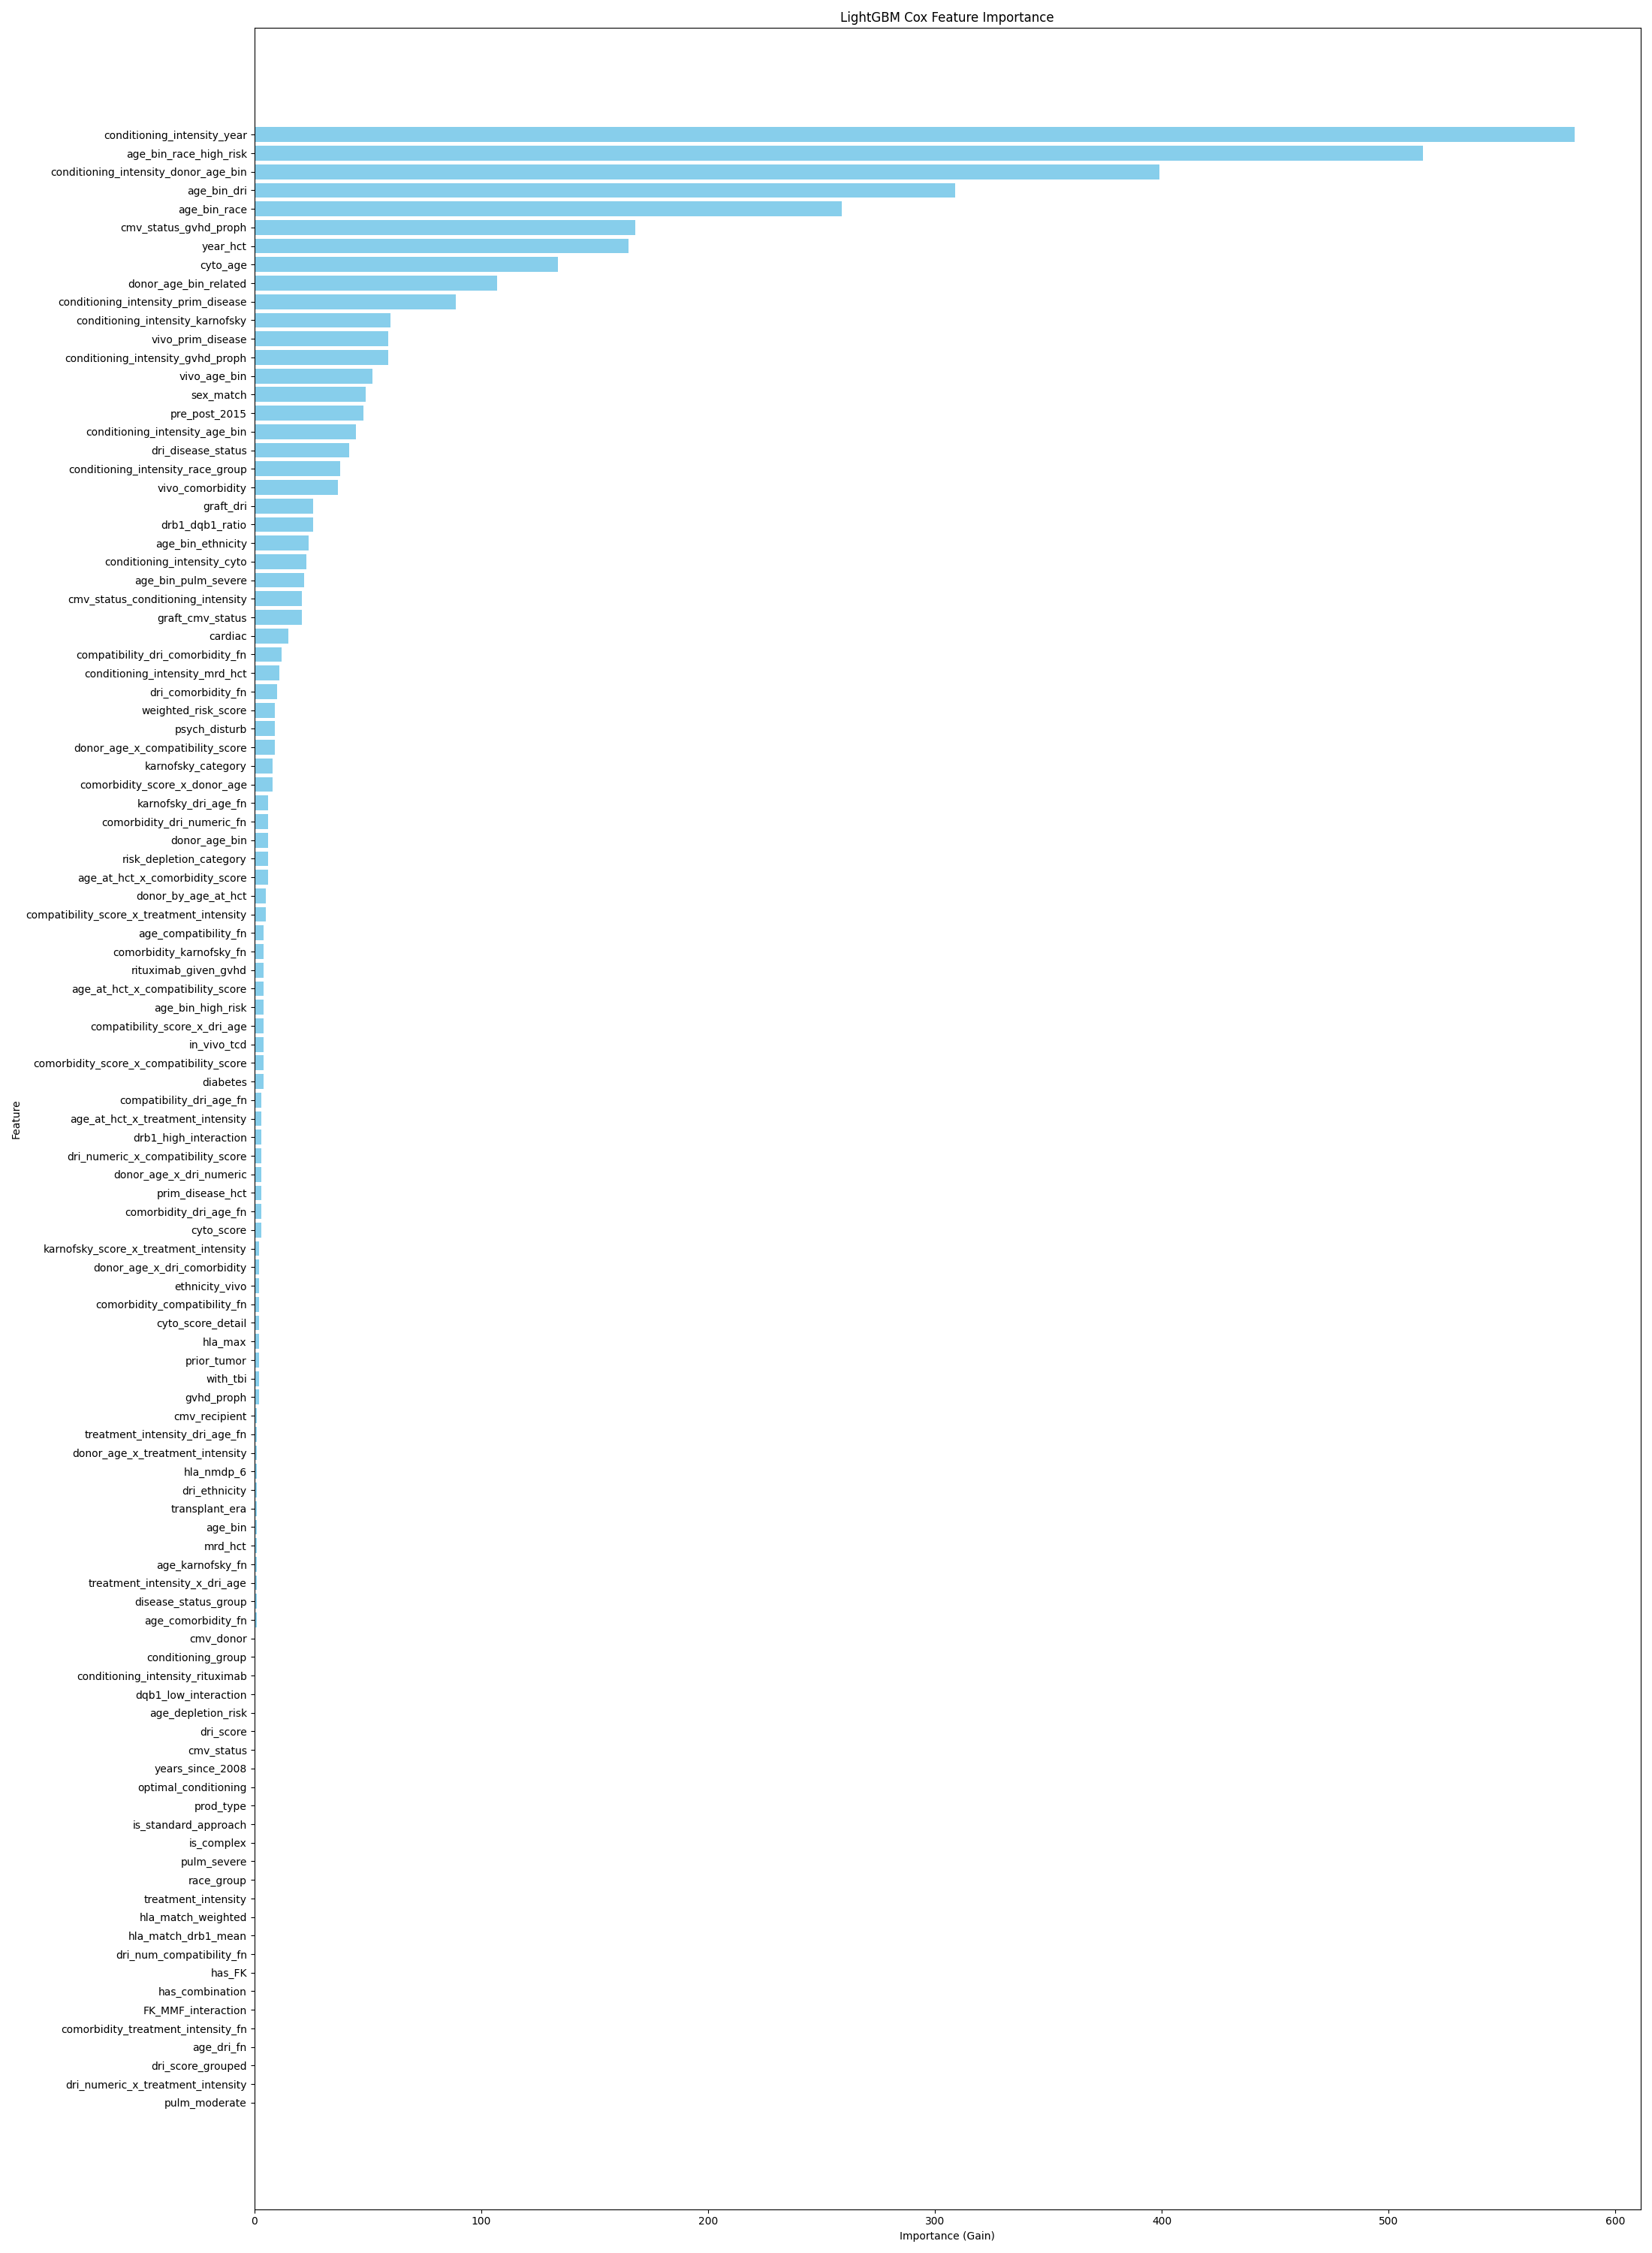 LightGBM Cox Feature Importance
conditioning_intensity_year
age_bin_race_high_risk
conditioning_intensity_donor_age_bin
age_bin_dri
age_bin_race
cmv_status_gvhd_proph
year_hct
cyto_age
donor_age_bin_related
conditioning_intensity_prim_disease
conditioning_intensity_karnofsky
vivo_prim_disease
conditioning_intensity_gvhd_proph
vivo_age_bin
sex_match
pre_post_2015
conditioning_intensity_age_bin
dri_disease_status
conditioning_intensity_race_group
vivo_comorbidity
graft_dri
drb1_dqb1_ratio
age_bin_ethnicity
conditioning_intensity_cyto
age_bin_pulm_severe
cmv_status_conditioning_intensity
graft_cmv_status
cardiac
compatibility_dri_comorbidity_fn
conditioning_intensity_mrd_hct
dri_comorbidity_fn
weighted_risk_score
psych_disturb
donor_age_x_compatibility_score
karnofsky_category
comorbidity_score_x_donor_age
karnofsky_dri_age_fn
comorbidity_dri_numeric_fn
donor_age_bin
risk_depletion_category
age_at_hct_x_comorbidity_score
donor_by_age_at_hct
compatibility_score_x_treatment_intensity
age_compatibility_fn
comorbidity_karnofsky_fn
rituximab_given_gvhd
age_at_hct_x_compatibility_score
age_bin_high_risk
compatibility_score_x_dri_age
in_vivo_tcd
comorbidity_score_x_compatibility_score
diabetes
compatibility_dri_age_fn
age_at_hct_x_treatment_intensity
drb1_high_interaction
dri_numeric_x_compatibility_score
donor_age_x_dri_numeric
prim_disease_hct
comorbidity_dri_age_fn
cyto_score
karnofsky_score_x_treatment_intensity
donor_age_x_dri_comorbidity
ethnicity_vivo
comorbidity_compatibility_fn
cyto_score_detail
hla_max
prior_tumor
with_tbi
gvhd_proph
cmv_recipient
treatment_intensity_dri_age_fn
donor_age_x_treatment_intensity
hla_nmdp_6
dri_ethnicity
transplant_era
age_bin
mrd_hct
age_karnofsky_fn
treatment_intensity_x_dri_age
disease_status_group
age_comorbidity_fn
cmv_donor
conditioning_group
conditioning_intensity_rituximab
dqb1_low_interaction
age_depletion_risk
dri_score
cmv_status
years_since_2008
optimal_conditioning
prod_type
is_standard_approach
is_complex
pulm_severe
race_group
treatment_intensity
hla_match_weighted
hla_match_drb1_mean
dri_num_compatibility_fn
has_FK
has_combination
FK_MMF_interaction
comorbidity_treatment_intensity_fn
age_dri_fn
dri_score_grouped
dri_numeric_x_treatment_intensity
pulm_moderate
Feature
0 100 200 300 400 500 600
Importance (Gain)